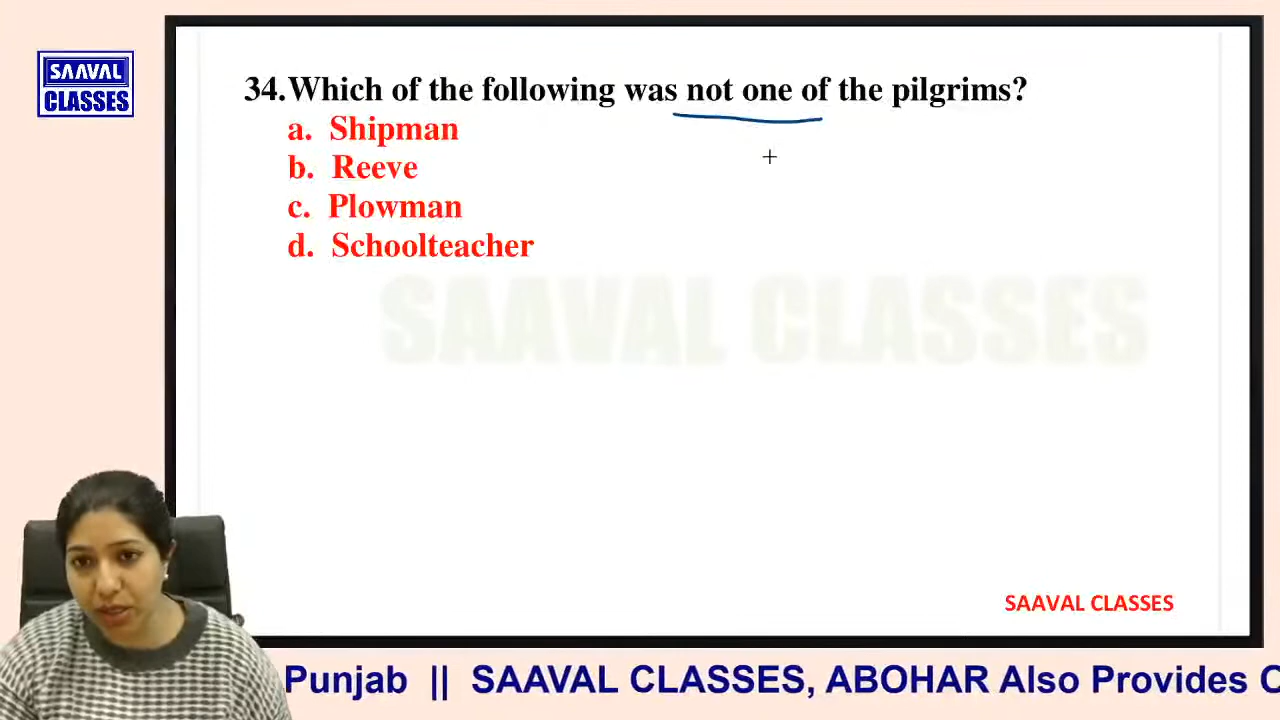 SAAVAL
CLASSES
34.Which of the following was not one of the pilgrims?
a. Shipman
b. Reeve
c. Plowman
d. Schoolteacher
SAAVAL CLASSES
SAAVAL CLASSES
Punjab || SAAVAL CLASSES, ABOHAR Also Provides